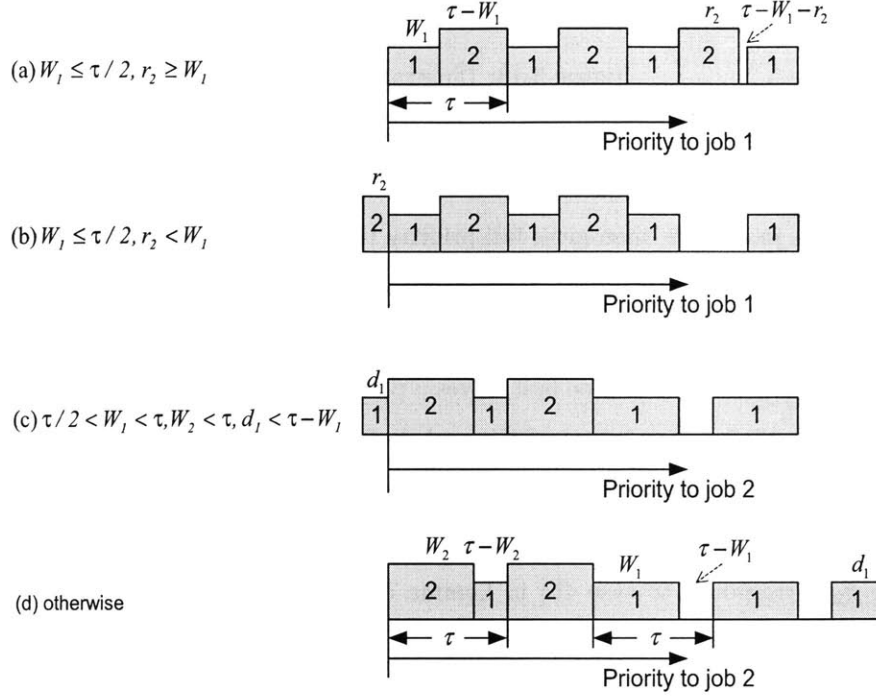 W₁ τ−W₁ r₂ τ−W₁−r₂
(a) W₁ ≤ τ/2, r₂ ≥ W₁
1 2 1 2 1 2 1
τ
Priority to job 1
r₂
(b) W₁ ≤ τ/2, r₂ < W₁
2 1 2 1 2 1 1
Priority to job 1
d₁
(c) τ/2 < W₁ < τ, W₂ < τ, d₁ < τ−W₁
1 2 1 2 1 1
Priority to job 2
W₂ τ−W₂ W₁ τ−W₁ d₁
(d) otherwise
2 1 2 1 1 1
τ τ
Priority to job 2